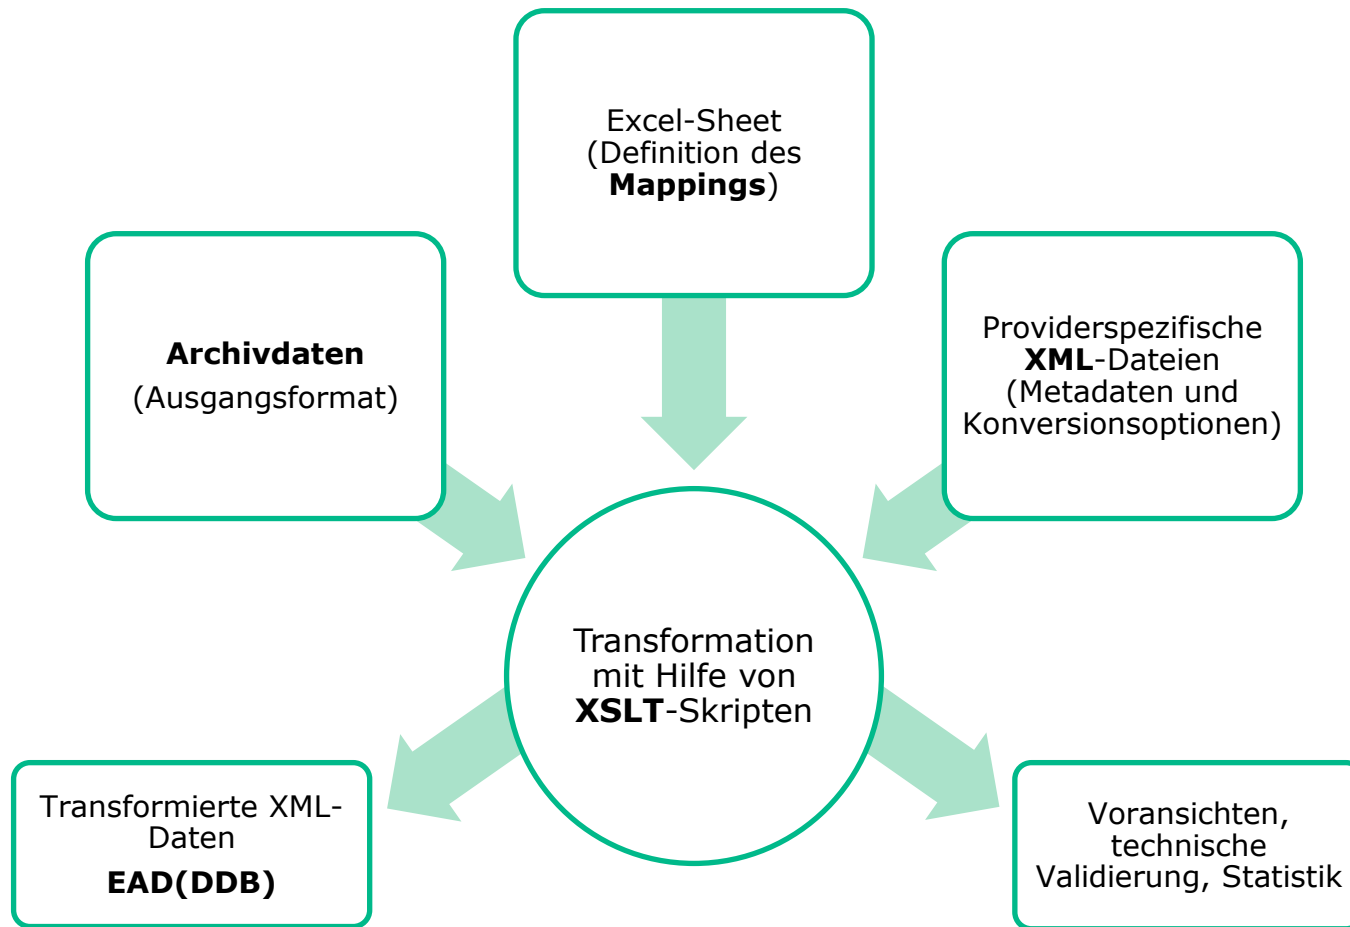 Excel-Sheet
(Definition des
Mappings)
Archivdaten
(Ausgangsformat)
Providerspezifische
XML-Dateien
(Metadaten und
Konversionsoptionen)
Transformation
mit Hilfe von
XSLT-Skripten
Transformierte XML-
Daten
EAD(DDB)
Voransichten,
technische
Validierung, Statistik